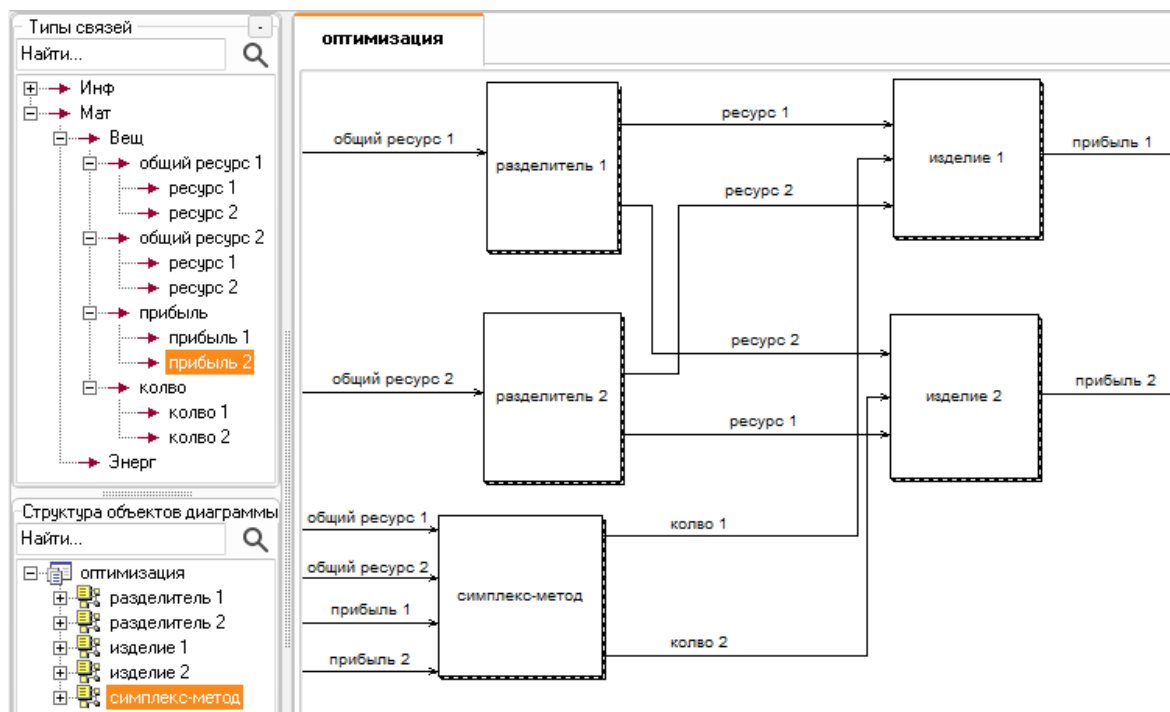 Типы связей
-
Найти...
Инф
Мат
Вещ
общий ресурс 1
ресурс 1
ресурс 2
общий ресурс 2
ресурс 1
ресурс 2
прибыль
прибыль 1
прибыль 2
колво
колво 1
колво 2
Энерг
Структура объектов диаграммы
Найти...
оптимизация
разделитель 1
разделитель 2
изделие 1
изделие 2
симплекс-метод
оптимизация
общий ресурс 1
разделитель 1
ресурс 1
ресурс 2
изделие 1
прибыль 1
общий ресурс 2
разделитель 2
ресурс 2
ресурс 1
изделие 2
прибыль 2
общий ресурс 1
общий ресурс 2
прибыль 1
прибыль 2
симплекс-метод
колво 1
колво 2